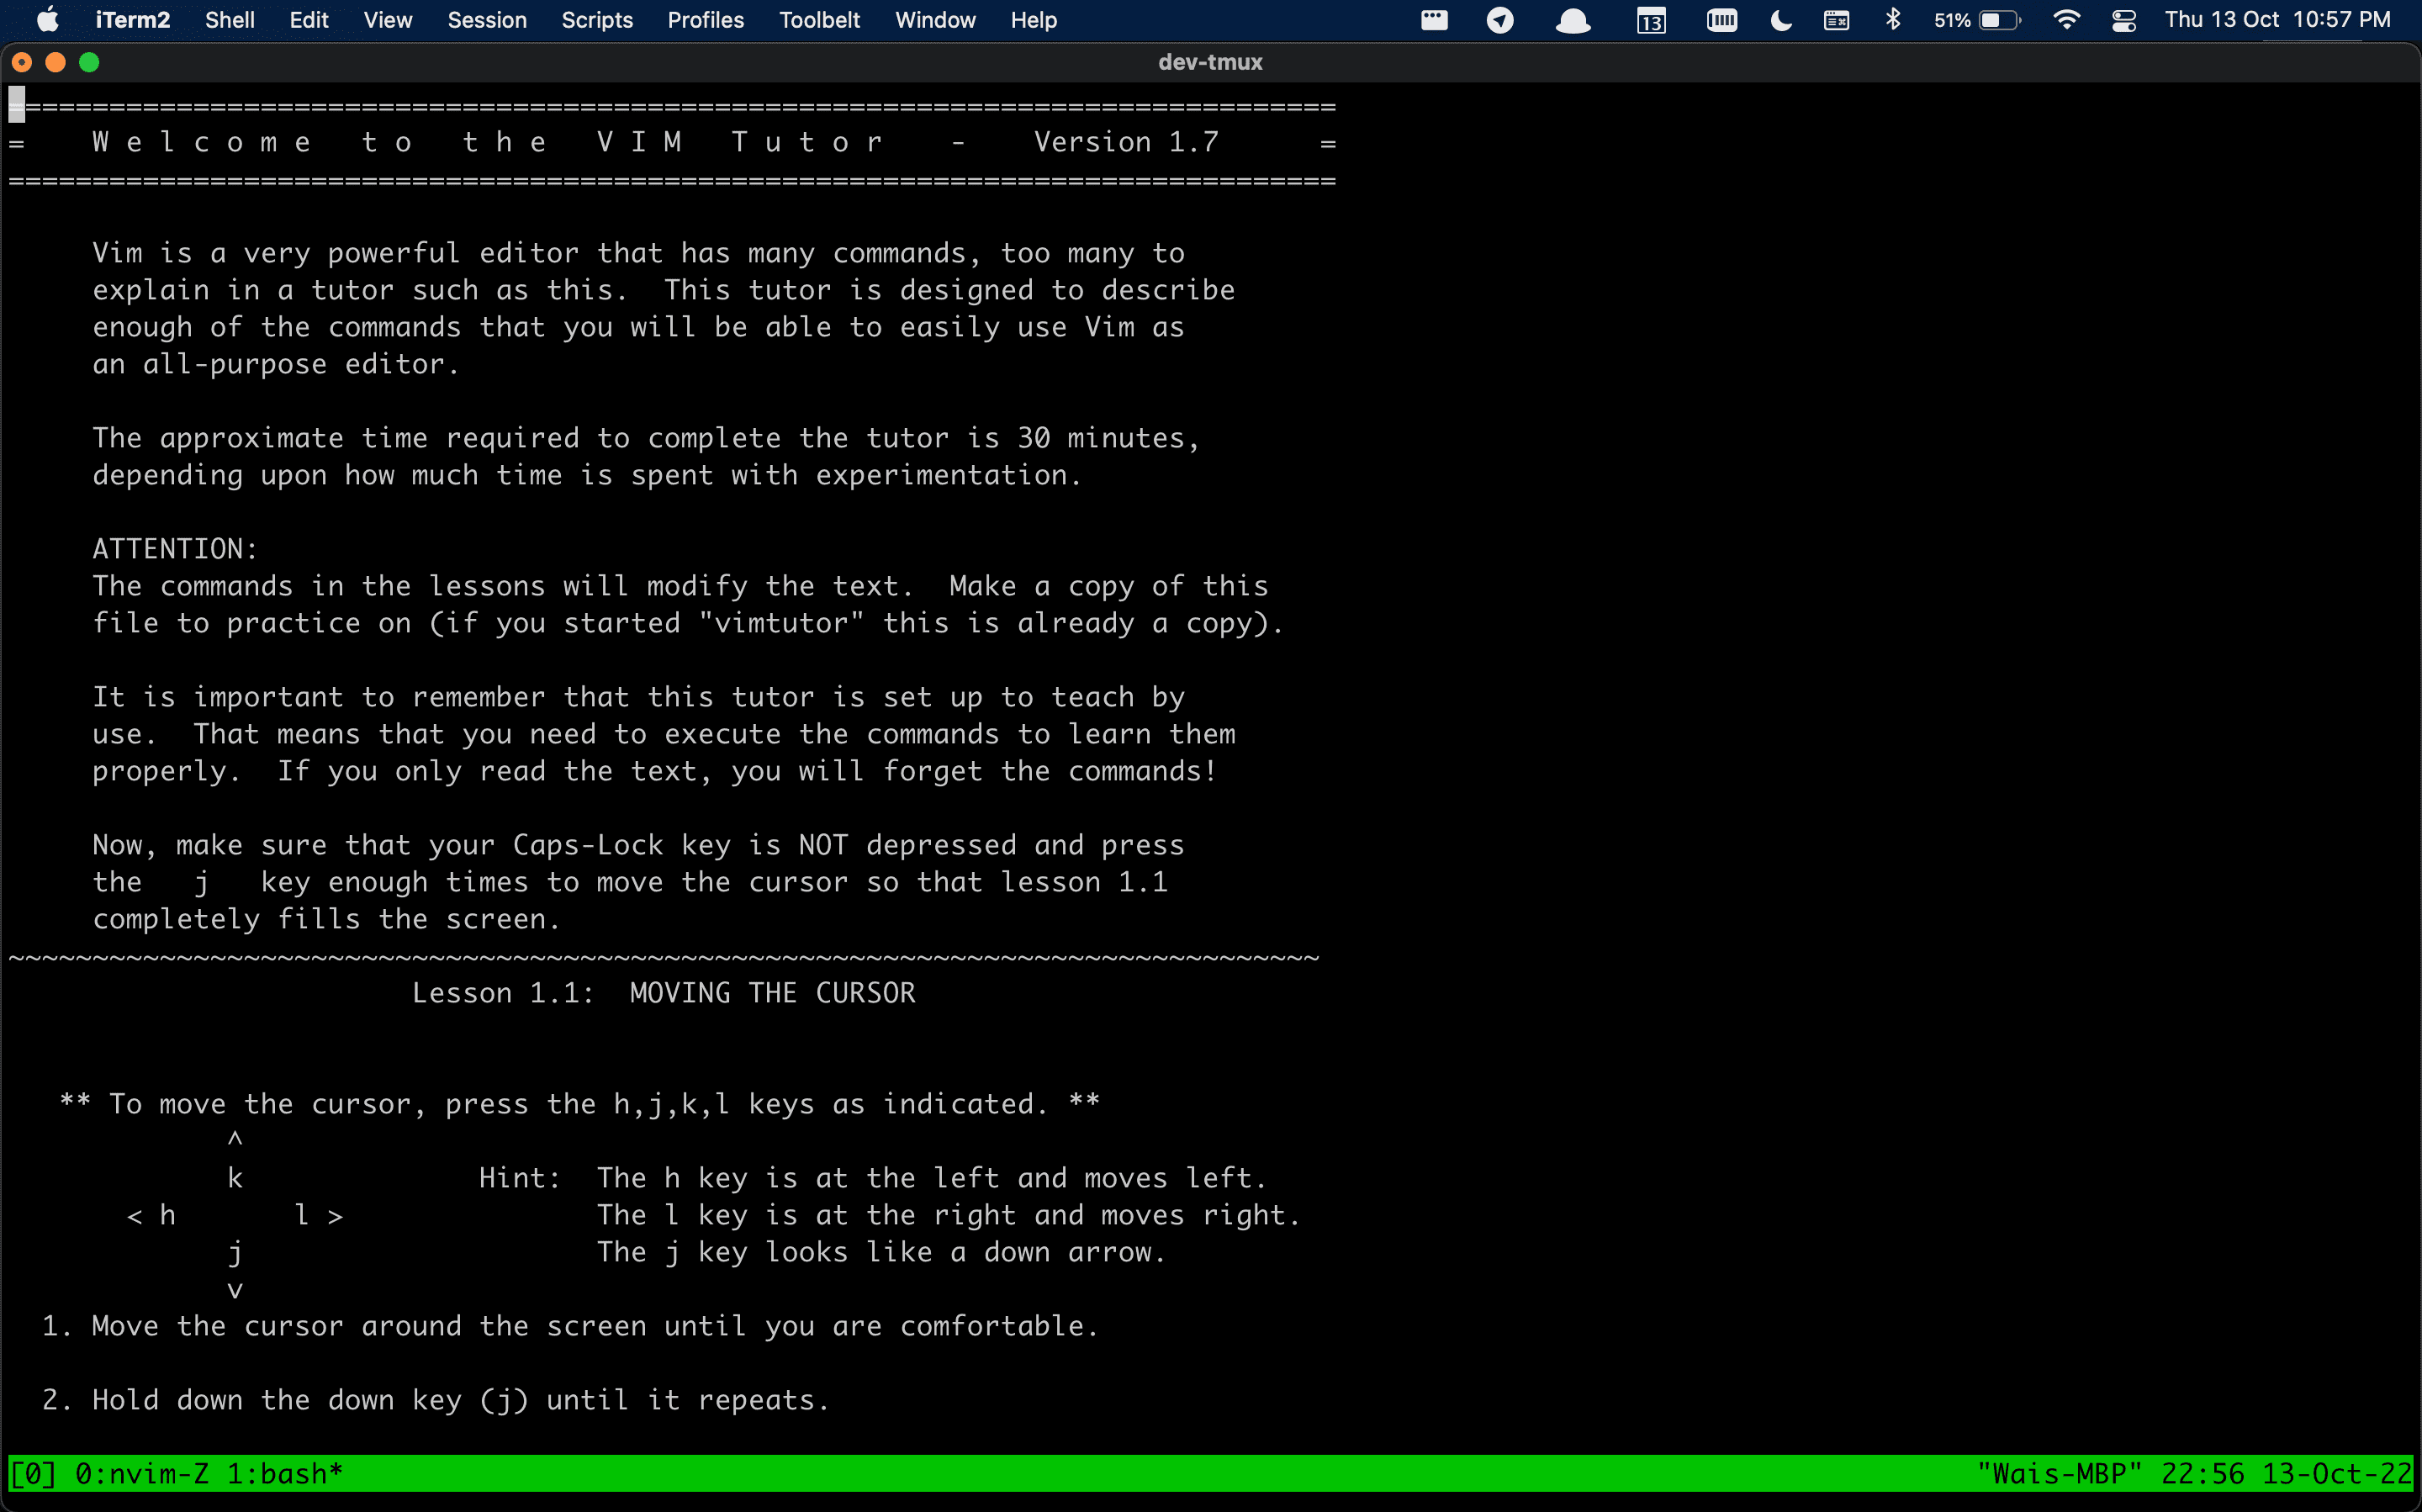 iTerm2 Shell Edit View Session Scripts Profiles Toolbelt Window Help 13 51% Thu 13 Oct 10:57 PM
dev-tmux
===============================================================================
=    W e l c o m e   t o   t h e   V I M   T u t o r    -    Version 1.7      =
===============================================================================
Vim is a very powerful editor that has many commands, too many to
explain in a tutor such as this.  This tutor is designed to describe
enough of the commands that you will be able to easily use Vim as
an all-purpose editor.
The approximate time required to complete the tutor is 30 minutes,
depending upon how much time is spent with experimentation.
ATTENTION:
The commands in the lessons will modify the text.  Make a copy of this
file to practice on (if you started "vimtutor" this is already a copy).
It is important to remember that this tutor is set up to teach by
use.  That means that you need to execute the commands to learn them
properly.  If you only read the text, you will forget the commands!
Now, make sure that your Caps-Lock key is NOT depressed and press
the   j   key enough times to move the cursor so that lesson 1.1
completely fills the screen.
~~~~~~~~~~~~~~~~~~~~~~~~~~~~~~~~~~~~~~~~~~~~~~~~~~~~~~~~~~~~~~~~~~~~~~~~~~~~~~
Lesson 1.1:  MOVING THE CURSOR
** To move the cursor, press the h,j,k,l keys as indicated. **
^
k              Hint:  The h key is at the left and moves left.
< h       l >               The l key is at the right and moves right.
j                     The j key looks like a down arrow.
v
1. Move the cursor around the screen until you are comfortable.
2. Hold down the down key (j) until it repeats.
[0] 0:nvim-Z 1:bash* "Wais-MBP" 22:56 13-Oct-22